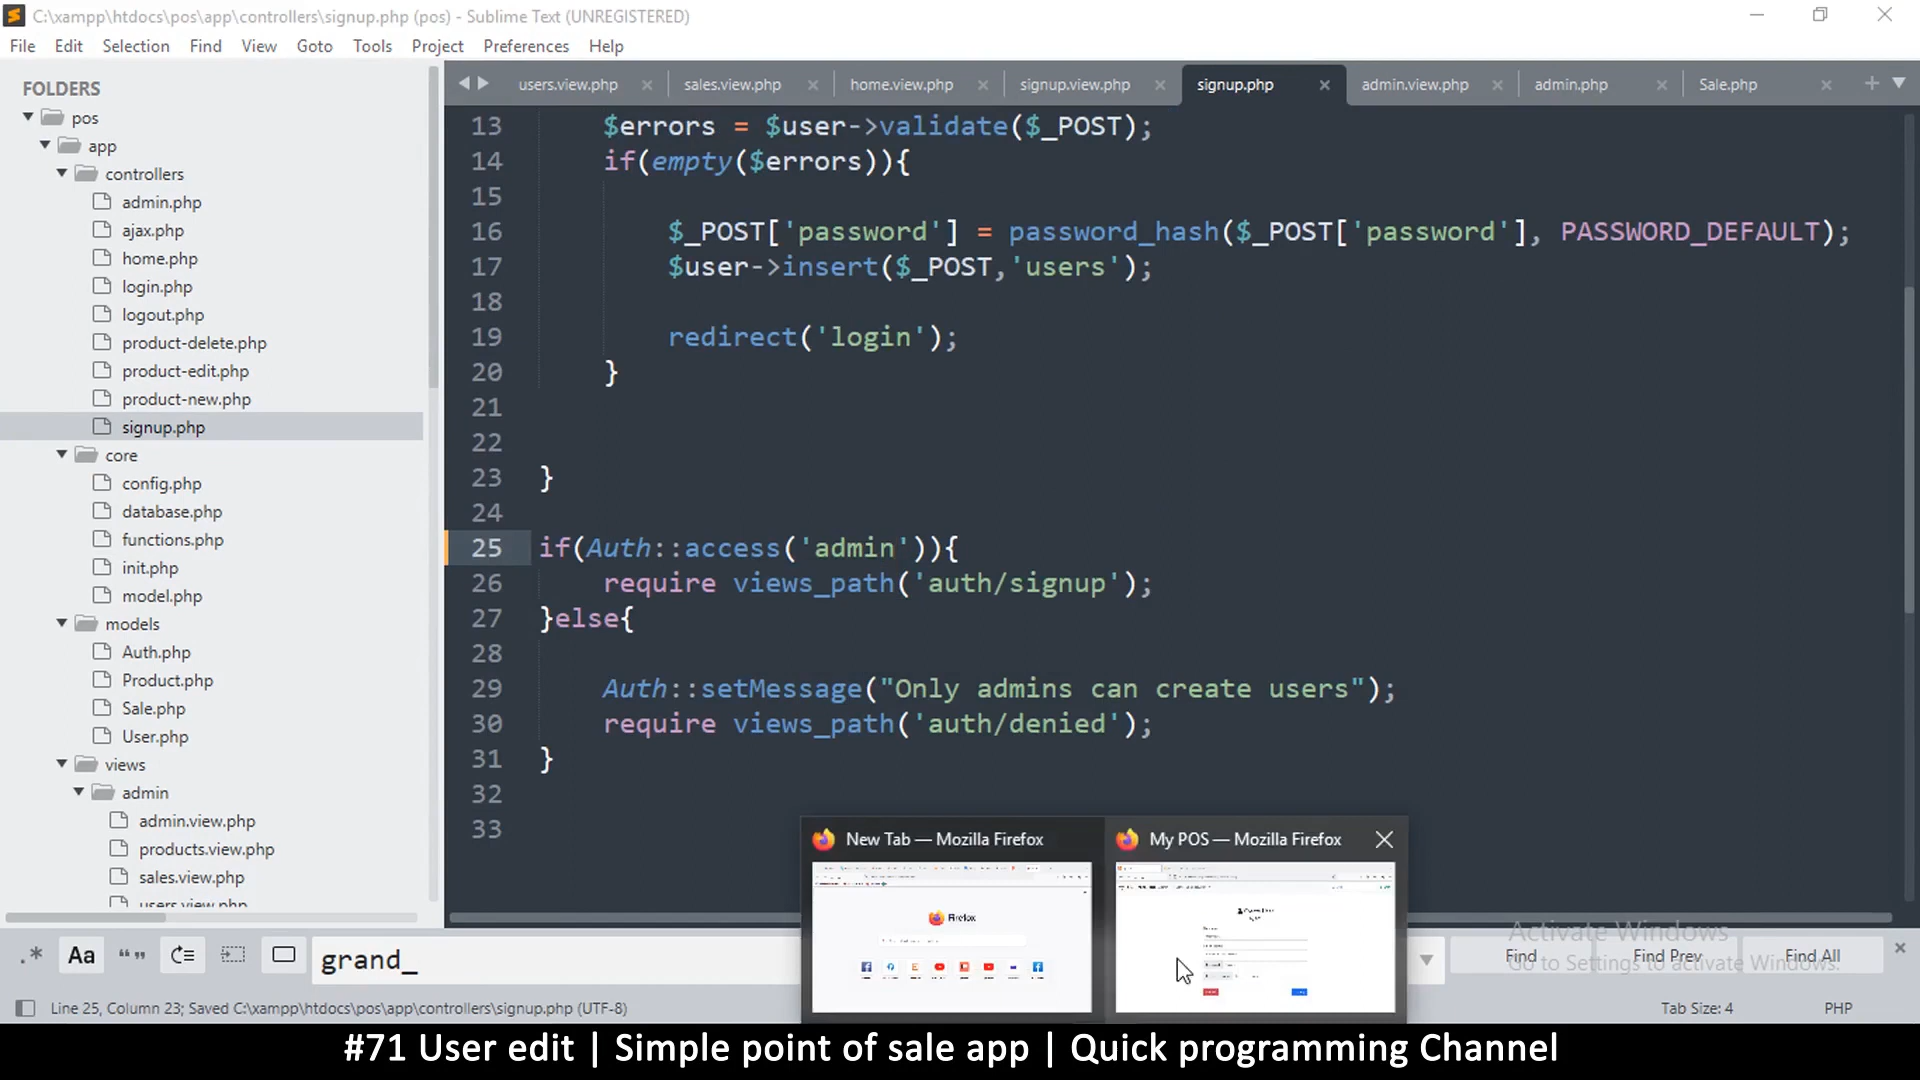 C:\xampp\htdocs\pos\app\controllers\signup.php (pos) - Sublime Text (UNREGISTERED)
File Edit Selection Find View Goto Tools Project Preferences Help
FOLDERS
pos
app
controllers
admin.php
ajax.php
home.php
login.php
logout.php
product-delete.php
product-edit.php
product-new.php
signup.php
core
config.php
database.php
functions.php
init.php
model.php
models
Auth.php
Product.php
Sale.php
User.php
views
admin
admin.view.php
products.view.php
sales.view.php
users.view.php
users.view.php sales.view.php home.view.php signup.view.php signup.php admin.view.php admin.php Sale.php
13 $errors = $user->validate($_POST);
14 if(empty($errors)){
15
16 $_POST['password'] = password_hash($_POST['password'], PASSWORD_DEFAULT);
17 $user->insert($_POST,'users');
18
19 redirect('login');
20 }
21
22
23 }
24
25 if(Auth::access('admin')){
26 require views_path('auth/signup');
27 }else{
28
29 Auth::setMessage("Only admins can create users");
30 require views_path('auth/denied');
31 }
32
33
New Tab — Mozilla Firefox
My POS — Mozilla Firefox
Firefox
Activate Windows
Go to Settings to activate Windows.
.* Aa “” grand_ Find Find Prev Find All
Line 25, Column 23; Saved C:\xampp\htdocs\pos\app\controllers\signup.php (UTF-8) Tab Size: 4 PHP
#71 User edit | Simple point of sale app | Quick programming Channel